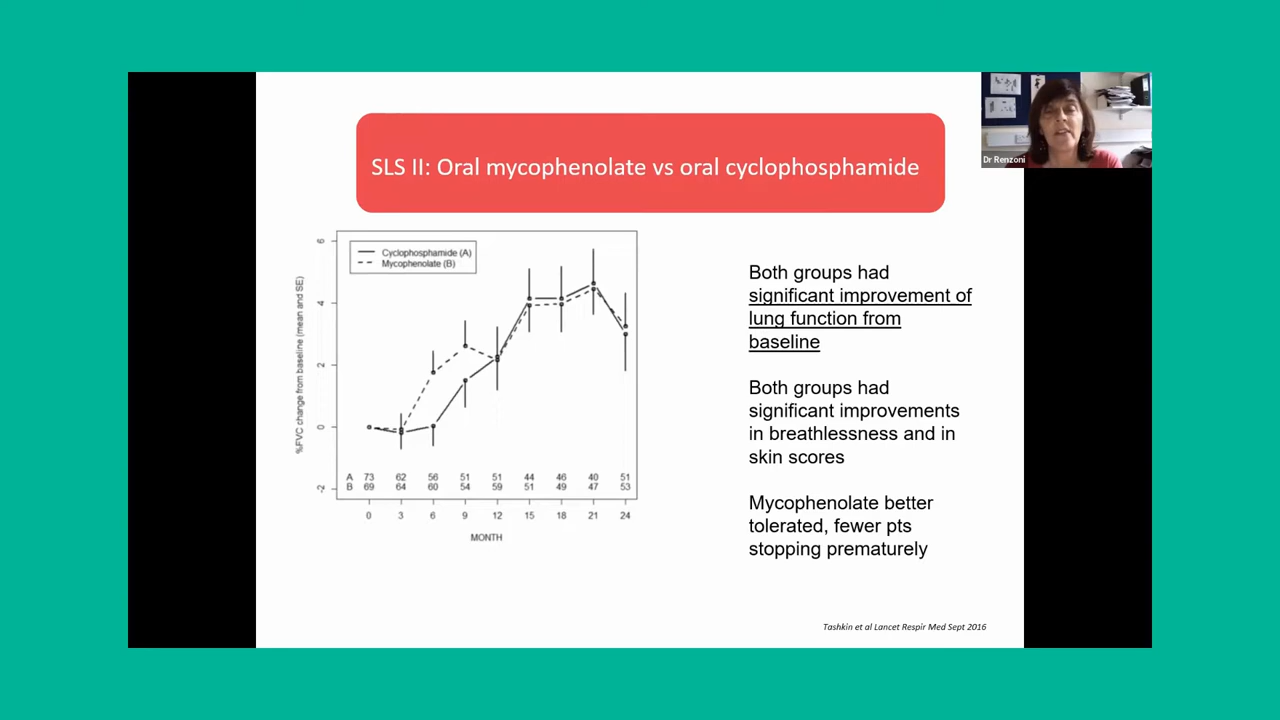 Dr Renzoni
SLS II: Oral mycophenolate vs oral cyclophosphamide
Cyclophosphamide (A)
Mycophenolate (B)
%FVC change from baseline (mean and SE)
6
4
2
0
-2
A 73 62 56 51 51 44 46 40 51
B 69 64 60 54 59 51 49 47 53
0 3 6 9 12 15 18 21 24
MONTH
Both groups had
significant improvement of
lung function from
baseline
Both groups had
significant improvements
in breathlessness and in
skin scores
Mycophenolate better
tolerated, fewer pts
stopping prematurely
Tashkin et al Lancet Respir Med Sept 2016